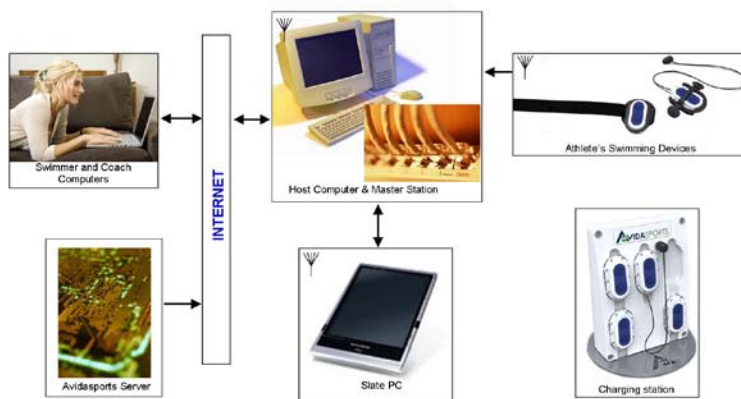 Swimmer and Coach
Computers
INTERNET
Host Computer & Master Station
Athlete's Swimming Devices
Avidasports Server
Slate PC
AVIDASPORTS
Charging station